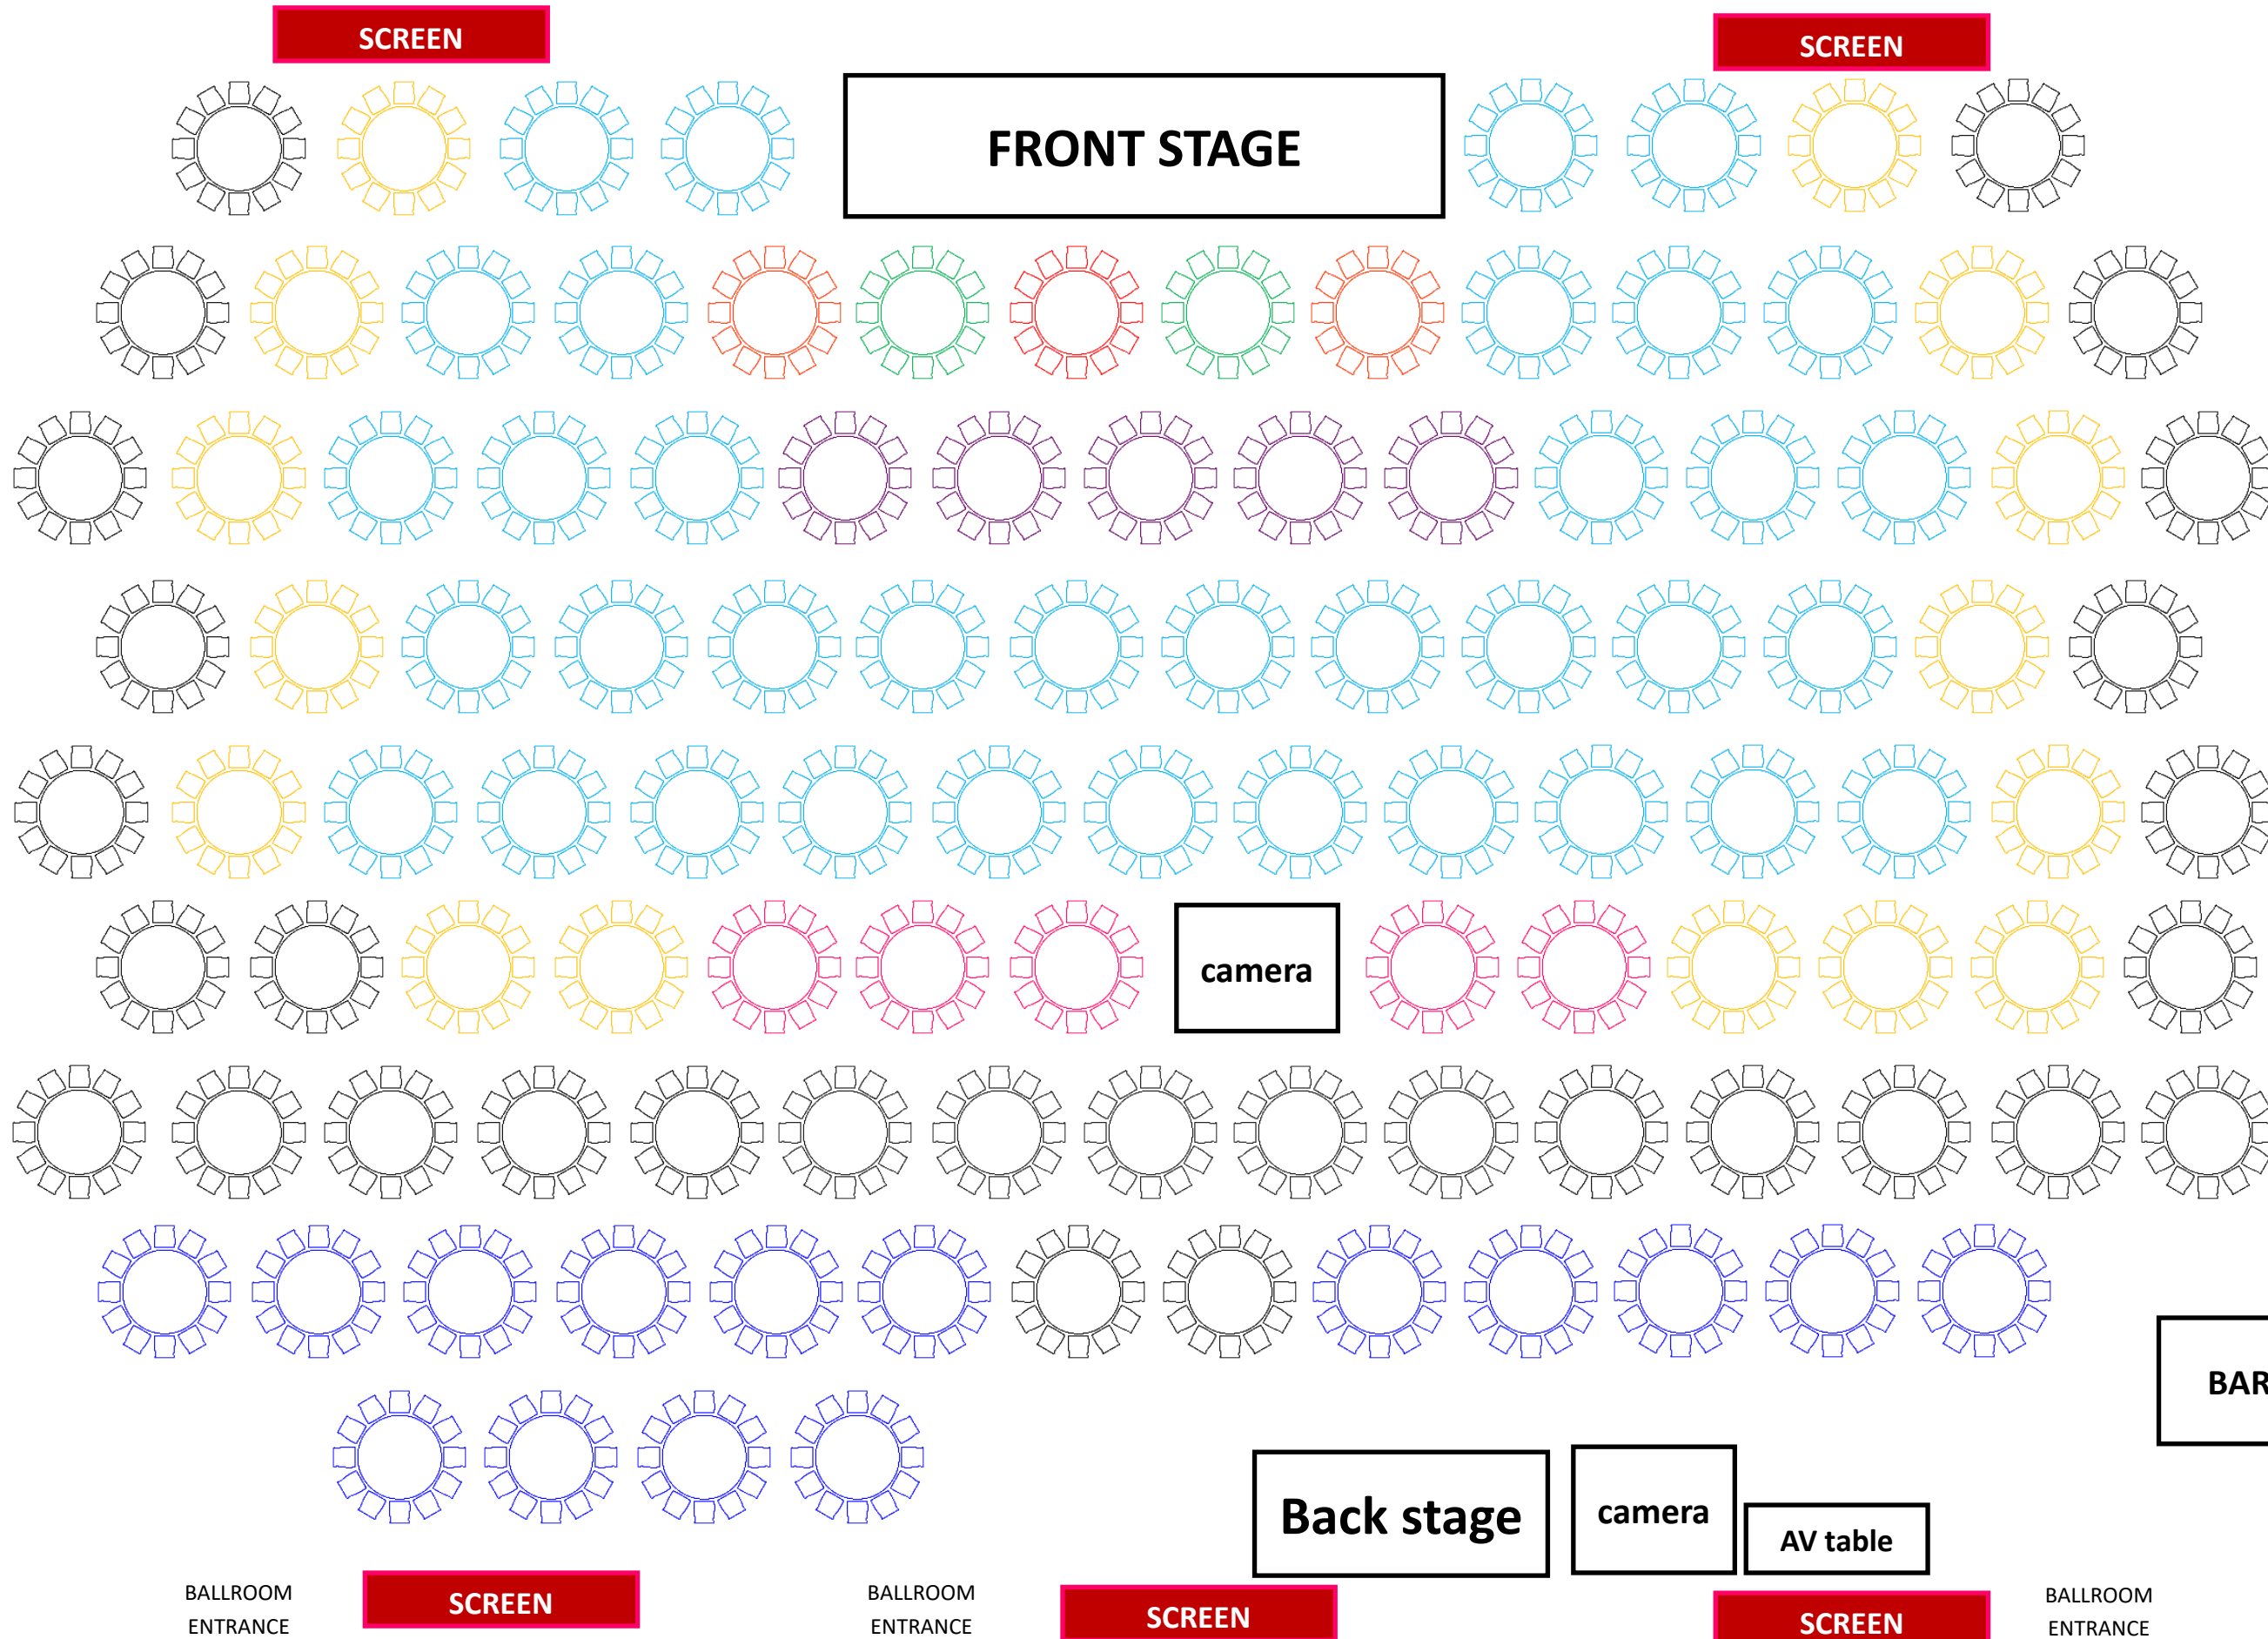 SCREEN
SCREEN
FRONT STAGE
camera
BAR
Back stage
camera
AV table
BALLROOM
ENTRANCE
SCREEN
BALLROOM
ENTRANCE
SCREEN
SCREEN
BALLROOM
ENTRANCE